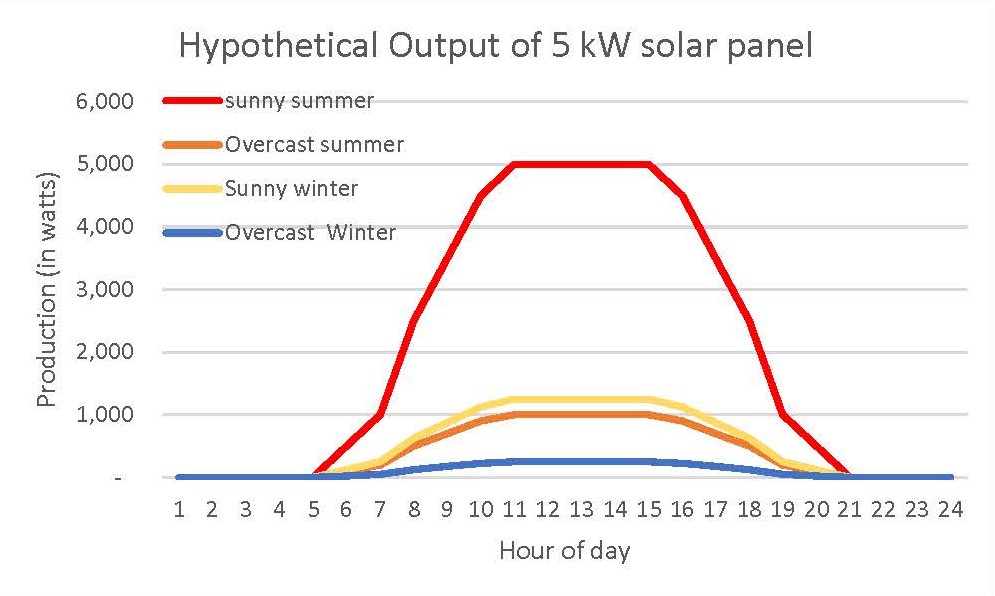 Hypothetical Output of 5 kW solar panel
6,000
5,000
4,000
3,000
2,000
1,000
-
Production (in watts)
sunny summer
Overcast summer
Sunny winter
Overcast  Winter
1 2 3 4 5 6 7 8 9 10 11 12 13 14 15 16 17 18 19 20 21 22 23 24
Hour of day